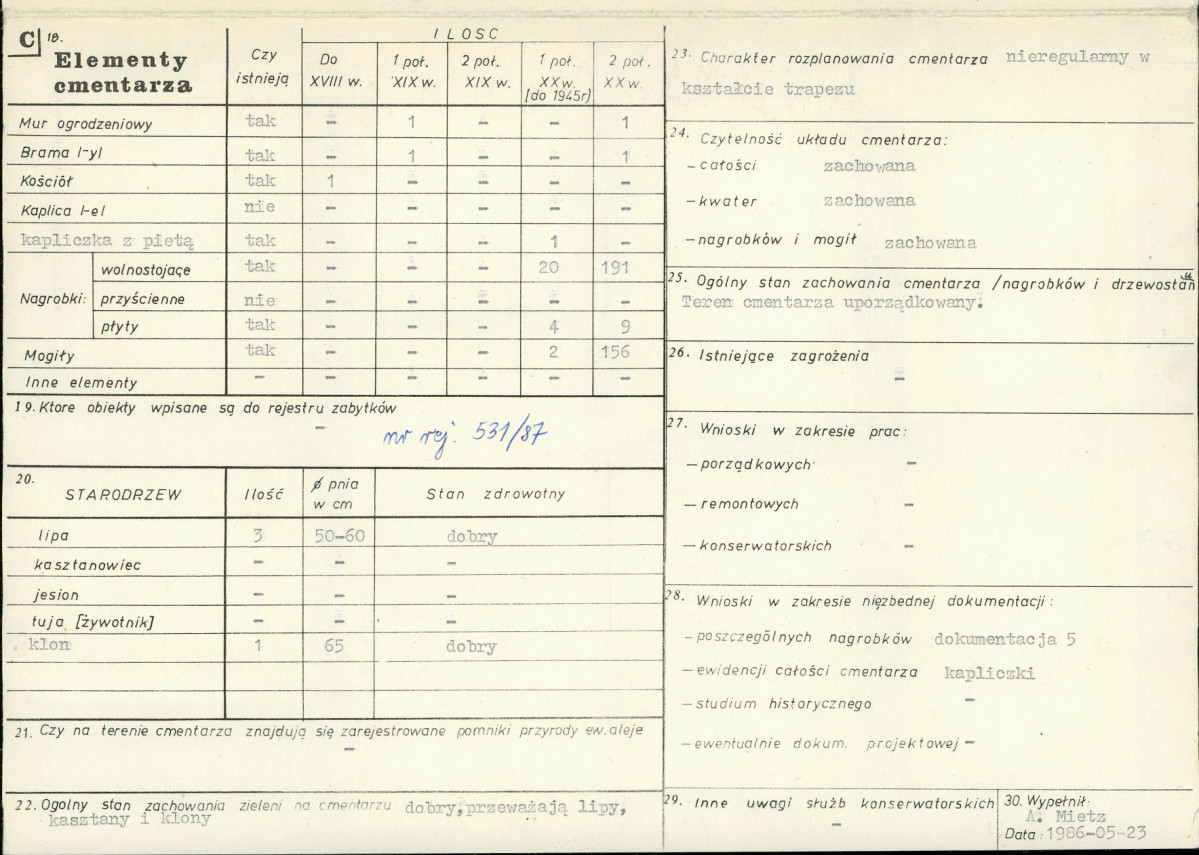 C 18. Elementy cmentarza
Czy istnieją
ILOSC
Do XVIII w.
1 poł. XIX w.
2 poł. XIX w.
1 poł. XX w. [do 1945r]
2 poł. XX w.
Mur ogrodzeniowy tak – 1 – – 1
Brama /-y/ tak – 1 – – 1
Kościół tak 1 – – – –
Kaplica /-e/ nie – – – – –
kapliczka z pietą tak – – – 1 –
Nagrobki: wolnostojące tak – – – 20 191
przyścienne nie – – – – –
płyty tak – – – 4 9
Mogiły tak – – – 2 156
Inne elementy – – – – – –
19. Ktore obiekty wpisane są do rejestru zabytków
– nr rej. 531/87
20. STARODRZEW Ilość ø pnia w cm Stan zdrowotny
lipa 3 50-60 dobry
kasztanowiec – – –
jesion – – –
tuja [żywotnik] – – –
klon 1 65 dobry
21. Czy na terenie cmentarza znajdują się zarejestrowane pomniki przyrody ew. aleje
–
22. Ogolny stan zachowania zieleni na cmentarzu dobry, przeważają lipy,
kasztany i klony
23. Charakter rozplanowania cmentarza nieregularny w
kształcie trapezu
24. Czytelność układu cmentarza:
– całości zachowana
– kwater zachowana
– nagrobków i mogił zachowana
25. Ogólny stan zachowania cmentarza /nagrobków i drzewostanu
Teren cmentarza uporządkowany.
26. Istniejące zagrożenia
–
27. Wnioski w zakresie prac:
– porządkowych –
– remontowych –
– konserwatorskich –
28. Wnioski w zakresie niezbednej dokumentacji:
– poszczególnych nagrobków dokumentacja 5
– ewidencji całości cmentarza kapliczki
– studium historycznego –
– ewentualnie dokum. projektowej –
29. Inne uwagi służb konserwatorskich
–
30. Wypełnił:
A. Mietz
Data: 1986-05-23